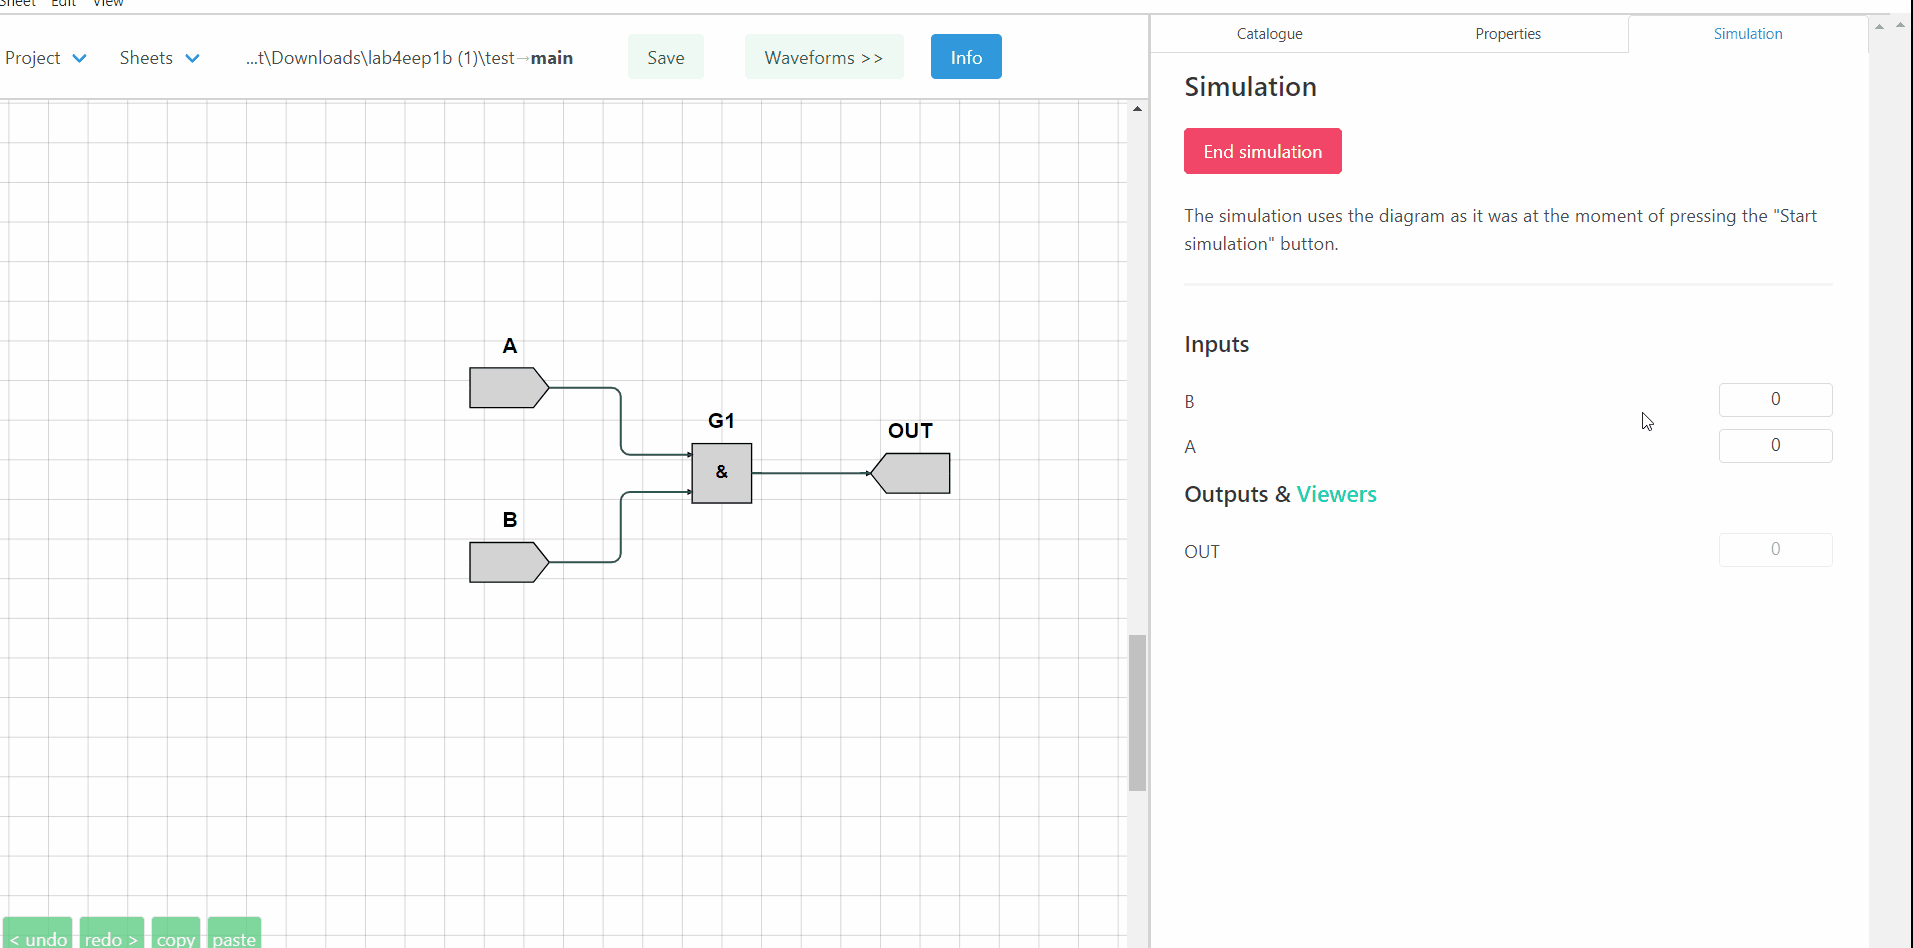 Sheet Edit View
Project Sheets ...t\Downloads\lab4eep1b (1)\test→main Save Waveforms >> Info
A
G1
&
OUT
B
< undo redo > copy paste
Catalogue Properties Simulation
Simulation
End simulation
The simulation uses the diagram as it was at the moment of pressing the "Start
simulation" button.
Inputs
B 0
A 0
Outputs & Viewers
OUT 0